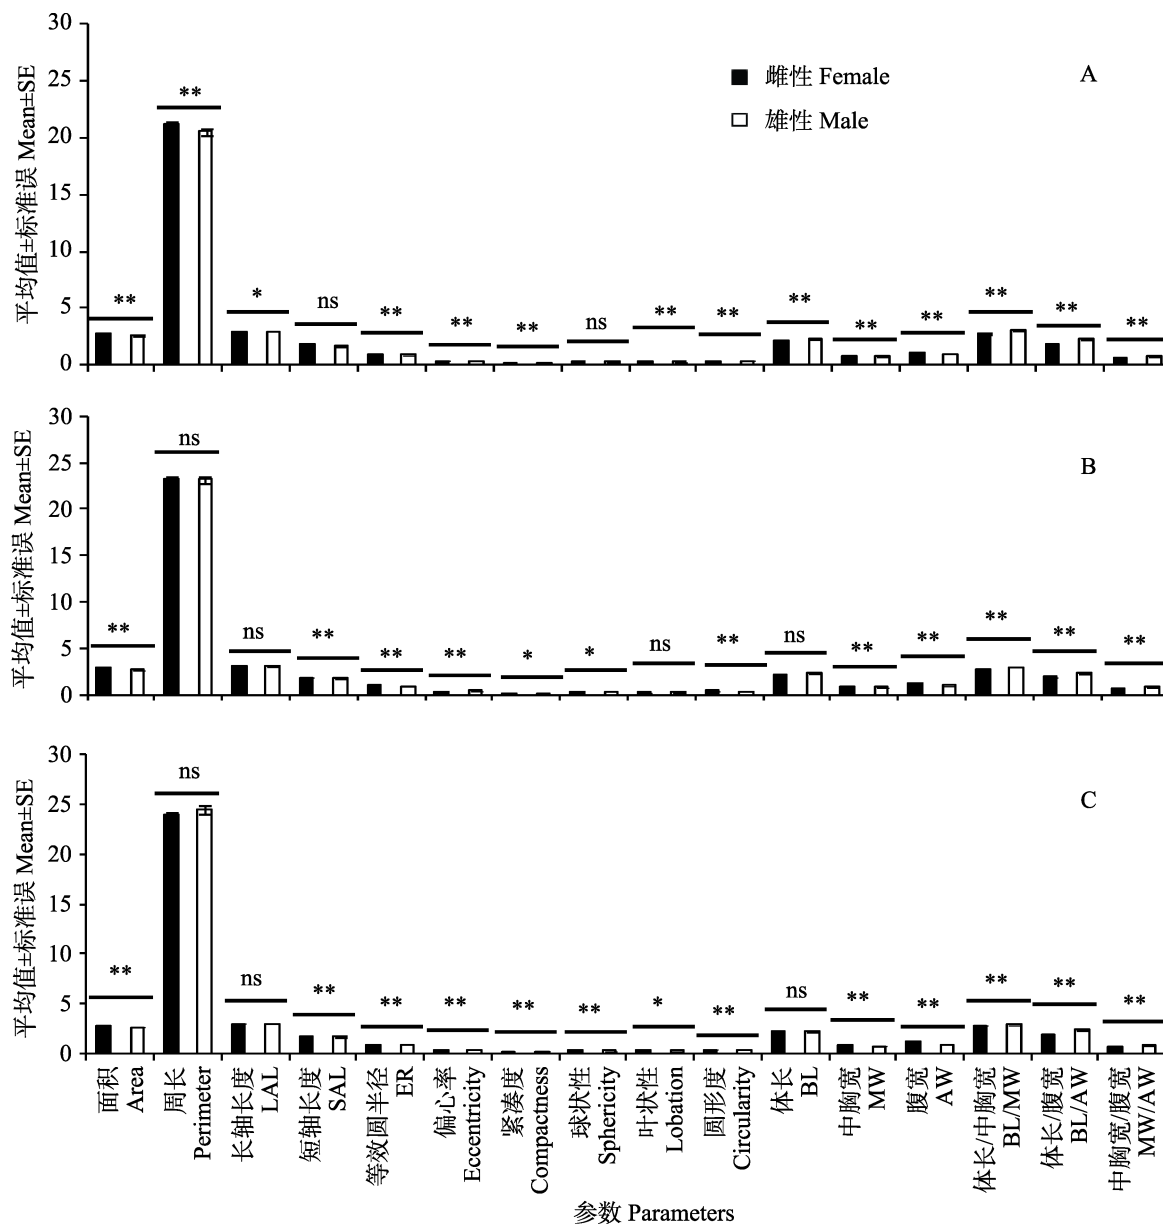 平均值±标准误 Mean±SE
30
25
20
15
10
5
0
雌性 Female
雄性 Male
A
** ** * ns ** ** ** ns ** ** ** ** ** ** ** **
平均值±标准误 Mean±SE
30
25
20
15
10
5
0
B
** ns ns ** ** ** * * ns ** ns ** ** ** ** **
平均值±标准误 Mean±SE
30
25
20
15
10
5
0
C
** ns ns ** ** ** ** ** * ** ns ** ** ** ** **
面积
Area
周长
Perimeter
长轴长度
LAL
短轴长度
SAL
等效圆半径
ER
偏心率
Eccentricity
紧凑度
Compactness
球状性
Sphericity
叶状性
Lobation
圆形度
Circularity
体长
BL
中胸宽
MW
腹宽
AW
体长/中胸宽
BL/MW
体长/腹宽
BL/AW
中胸宽/腹宽
MW/AW
参数 Parameters